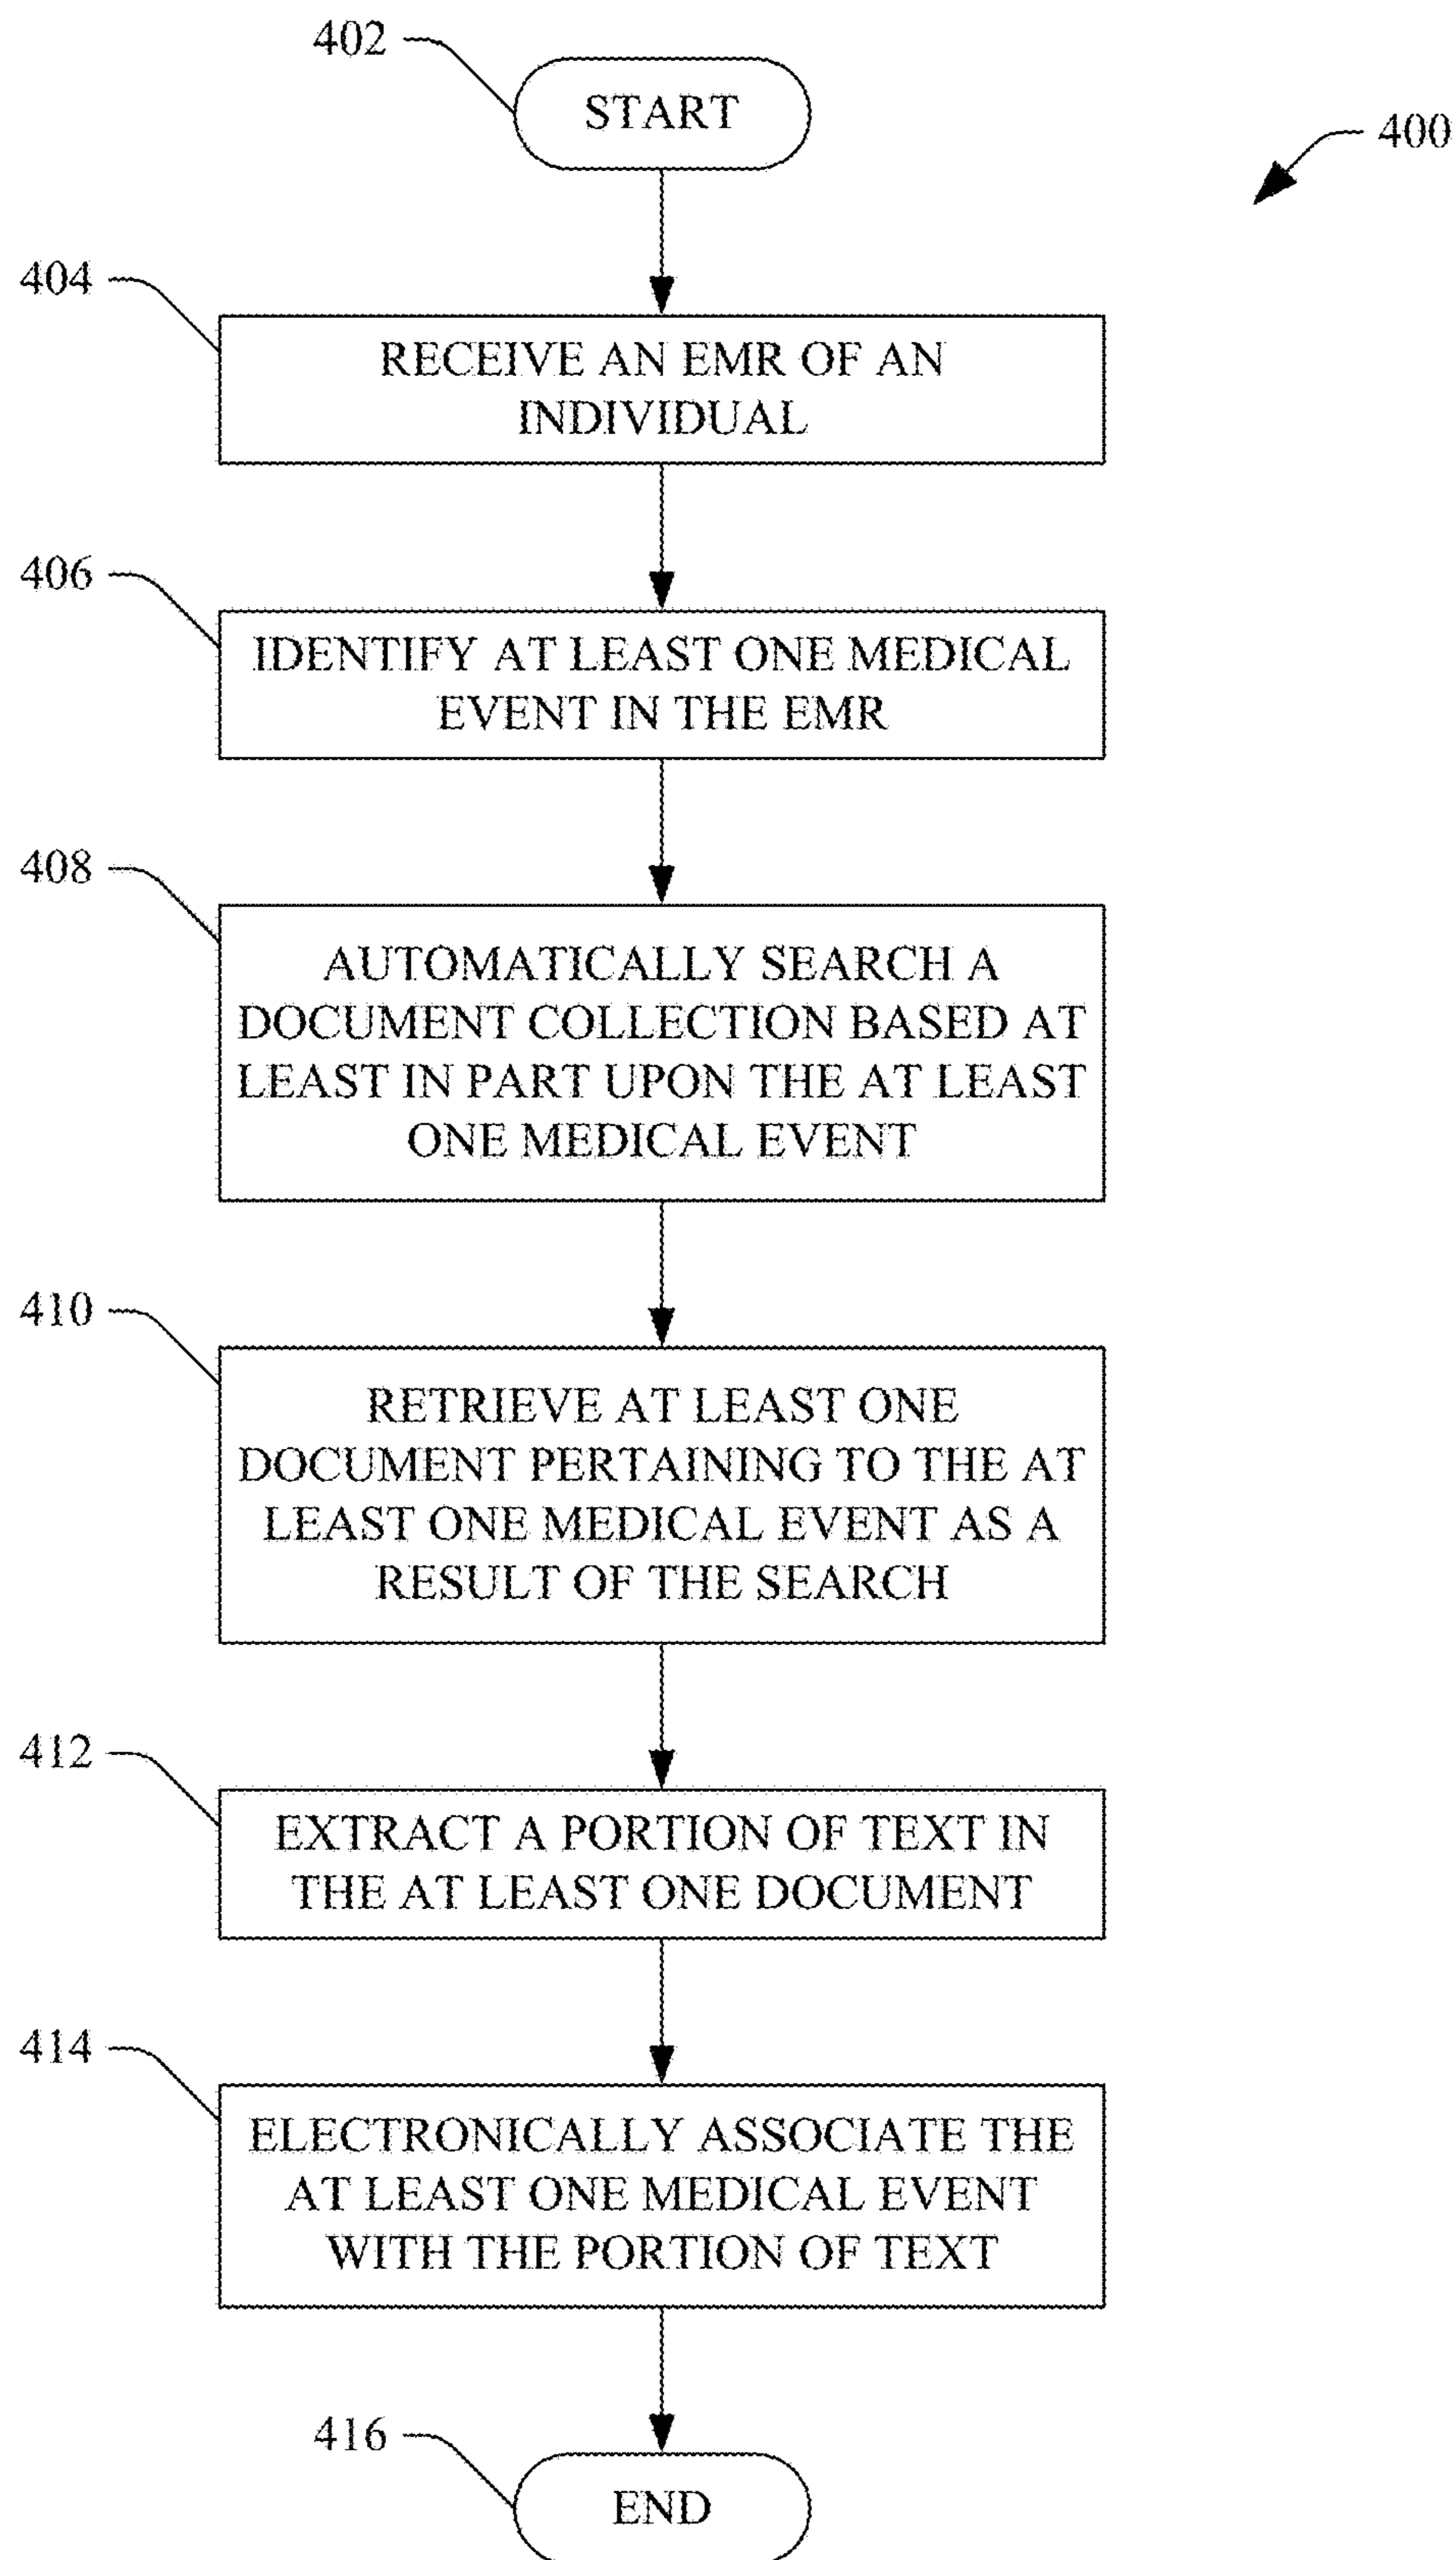 402
START
400
404
RECEIVE AN EMR OF AN
INDIVIDUAL
406
IDENTIFY AT LEAST ONE MEDICAL
EVENT IN THE EMR
408
AUTOMATICALLY SEARCH A
DOCUMENT COLLECTION BASED AT
LEAST IN PART UPON THE AT LEAST
ONE MEDICAL EVENT
410
RETRIEVE AT LEAST ONE
DOCUMENT PERTAINING TO THE AT
LEAST ONE MEDICAL EVENT AS A
RESULT OF THE SEARCH
412
EXTRACT A PORTION OF TEXT IN
THE AT LEAST ONE DOCUMENT
414
ELECTRONICALLY ASSOCIATE THE
AT LEAST ONE MEDICAL EVENT
WITH THE PORTION OF TEXT
416
END